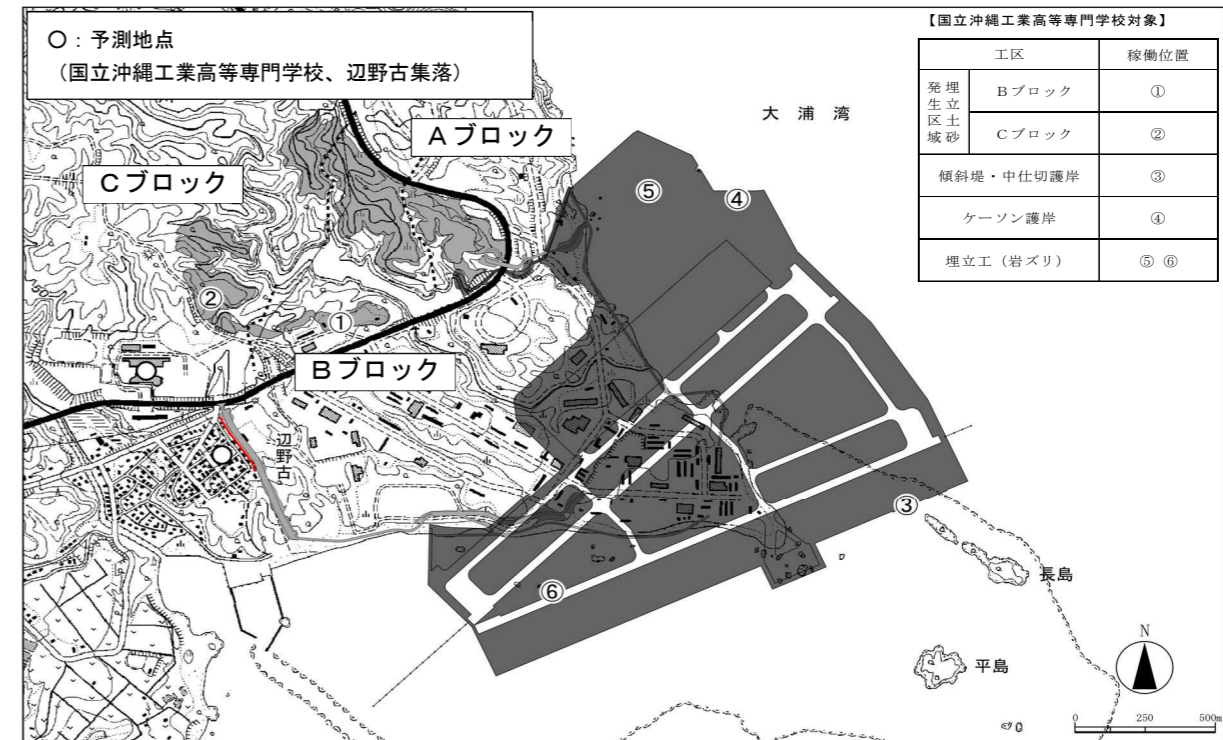 ○：予測地点
（国立沖縄工業高等専門学校、辺野古集落）
【国立沖縄工業高等専門学校対象】
工区 稼働位置
埋立土砂発生区域
Bブロック ①
Cブロック ②
傾斜堤・中仕切護岸 ③
ケーソン護岸 ④
埋立工（岩ズリ） ⑤ ⑥
大浦湾
Aブロック
Cブロック
⑤
④
②
①
Bブロック
辺野古
③
長島
⑥
平島
N
0 250 500m